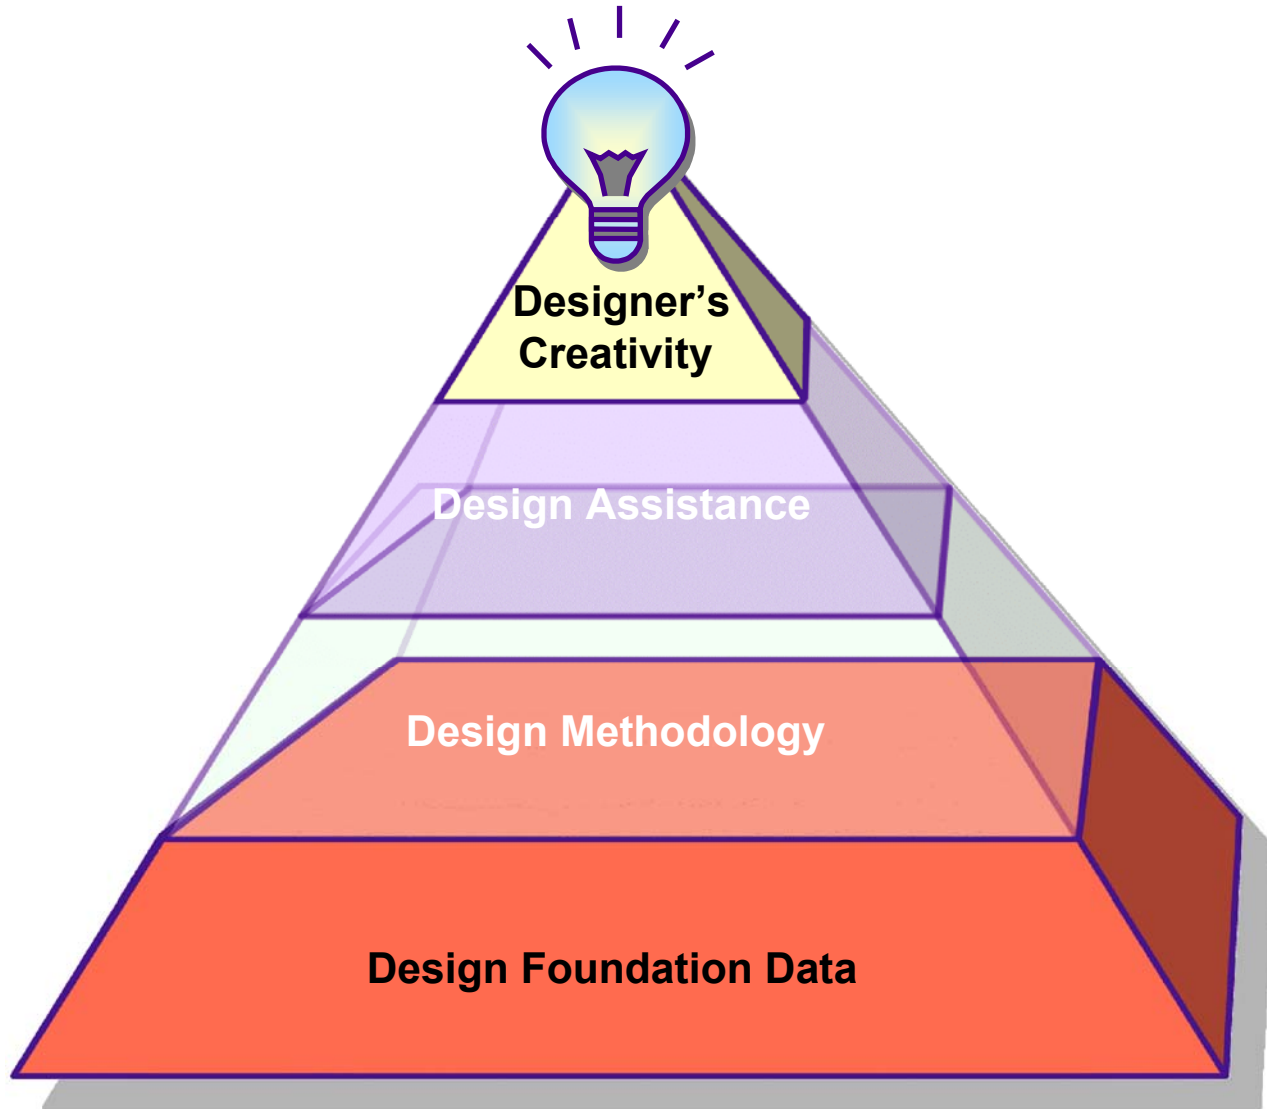 Designer’s
Creativity
Design Assistance
Design Methodology
Design Foundation Data